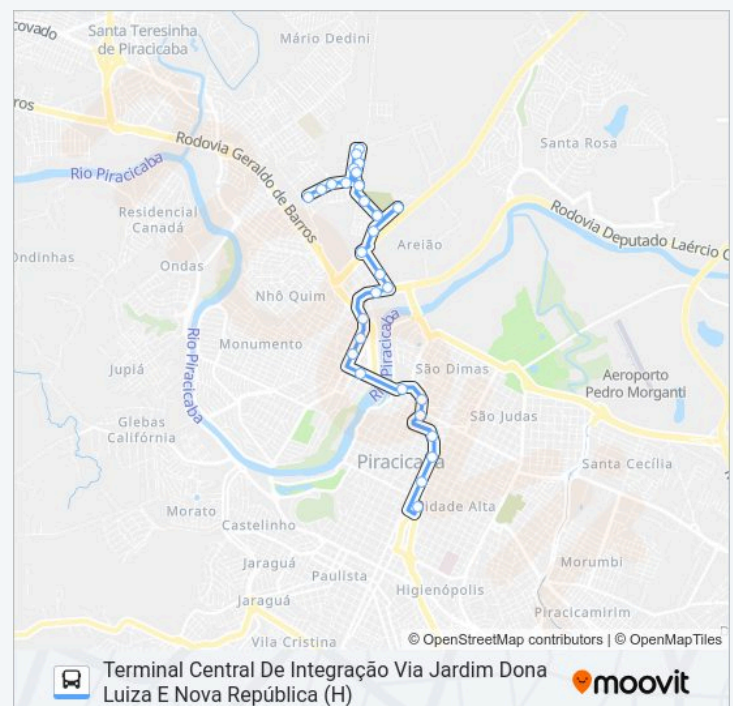 Santa Teresinha
de Piracicaba
Mário Dedini
Rodovia Geraldo de Barros
Santa Rosa
Rio Piracicaba
Rodovia Deputado Laércio C
Residencial
Canadá
Areião
Ondinhas
Ondas
Nhô Quim
Rio Piracicaba
Rio Piracicaba
Monumento
São Dimas
Jupiá
Aeroporto
Pedro Morganti
São Judas
Glebas
Califórnia
Piracicaba
Santa Cecília
Morato
Cidade Alta
Castelinho
Jaraguá
Morumbi
Paulista
Higienópolis
Jaraguá
Piracicamirim
Vila Cristina
© OpenStreetMap contributors | © OpenMapTiles
Terminal Central De Integração Via Jardim Dona
Luiza E Nova República (H)
moovit